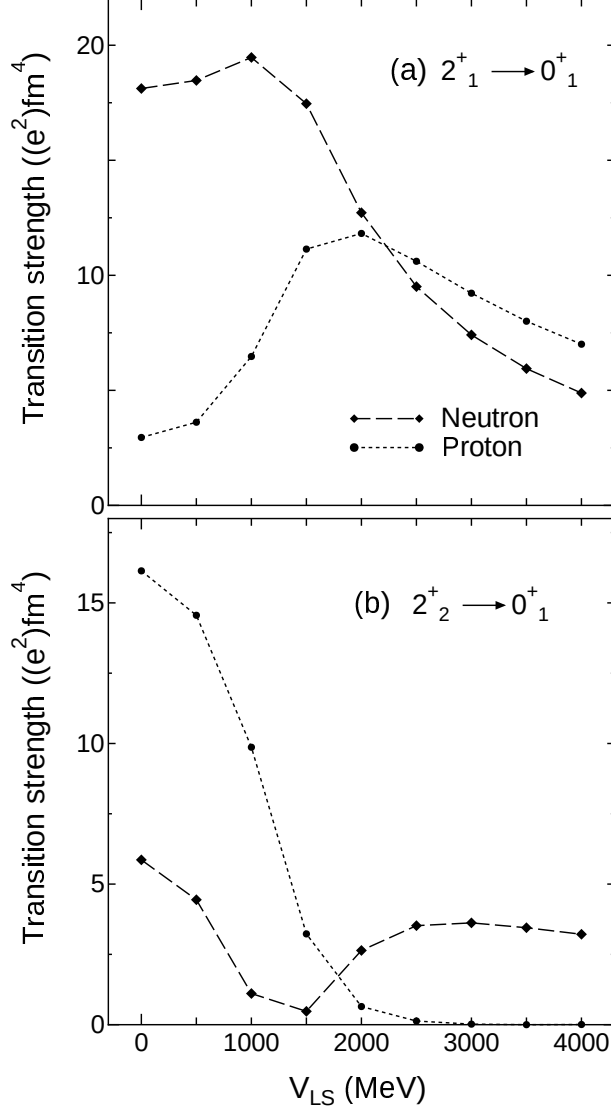 Transition strength ((e²)fm⁴)
20
10
0
(a) 2⁺₁ → 0⁺₁
Neutron
Proton
Transition strength ((e²)fm⁴)
15
10
5
0
(b) 2⁺₂ → 0⁺₁
0 1000 2000 3000 4000
V_LS (MeV)